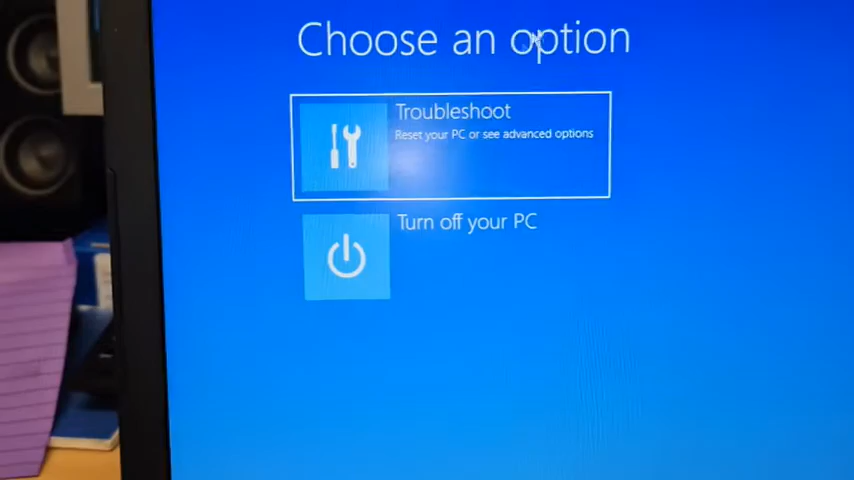 Choose an option
Troubleshoot
Reset your PC or see advanced options
Turn off your PC